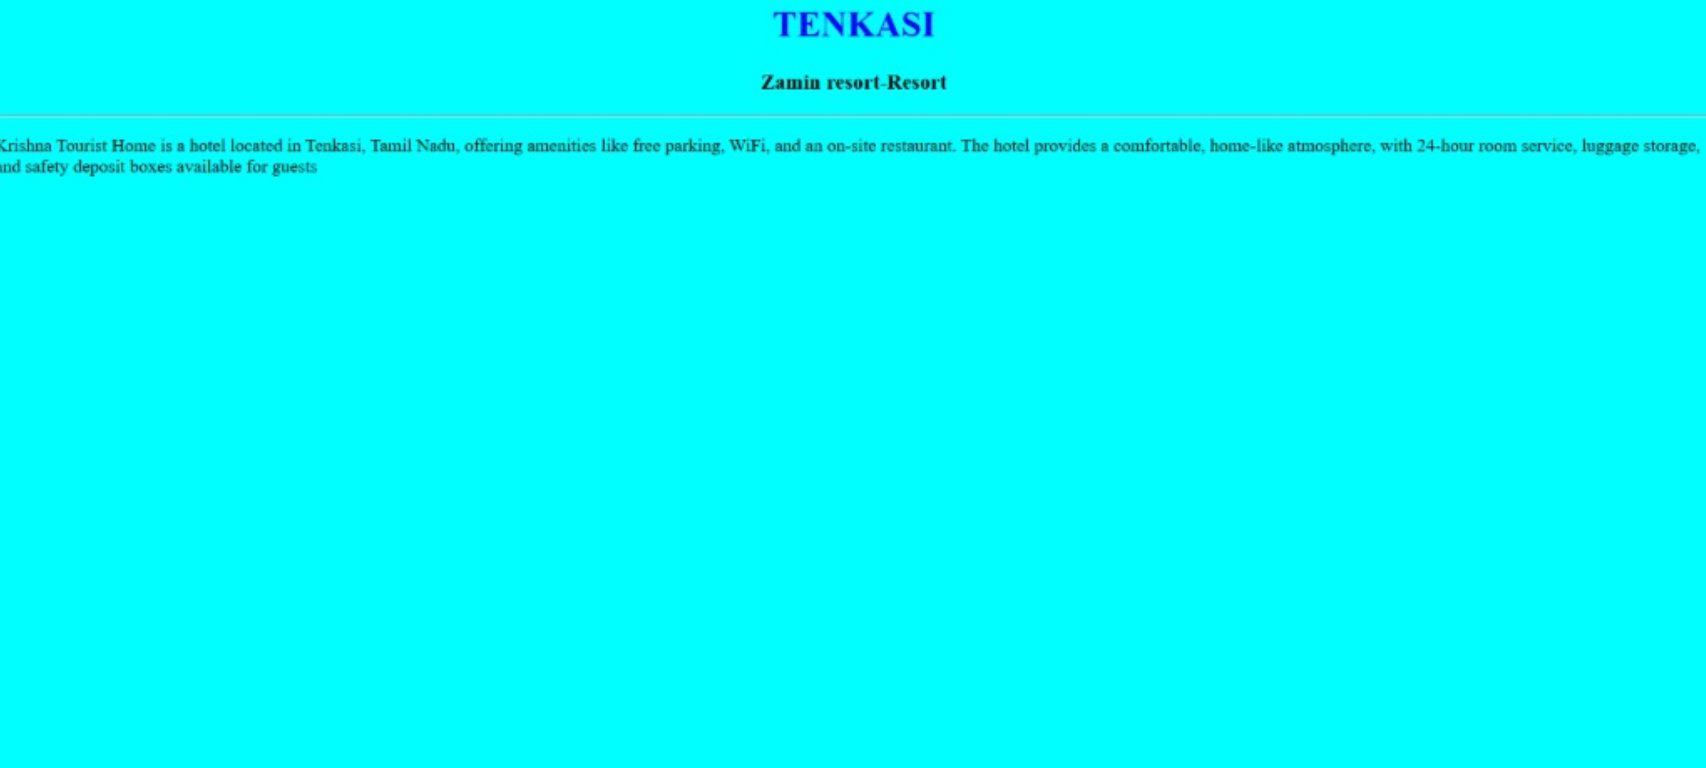 TENKASI
Zamin resort-Resort
Krishna Tourist Home is a hotel located in Tenkasi, Tamil Nadu, offering amenities like free parking, WiFi, and an on-site restaurant. The hotel provides a comfortable, home-like atmosphere, with 24-hour room service, luggage storage,
and safety deposit boxes available for guests